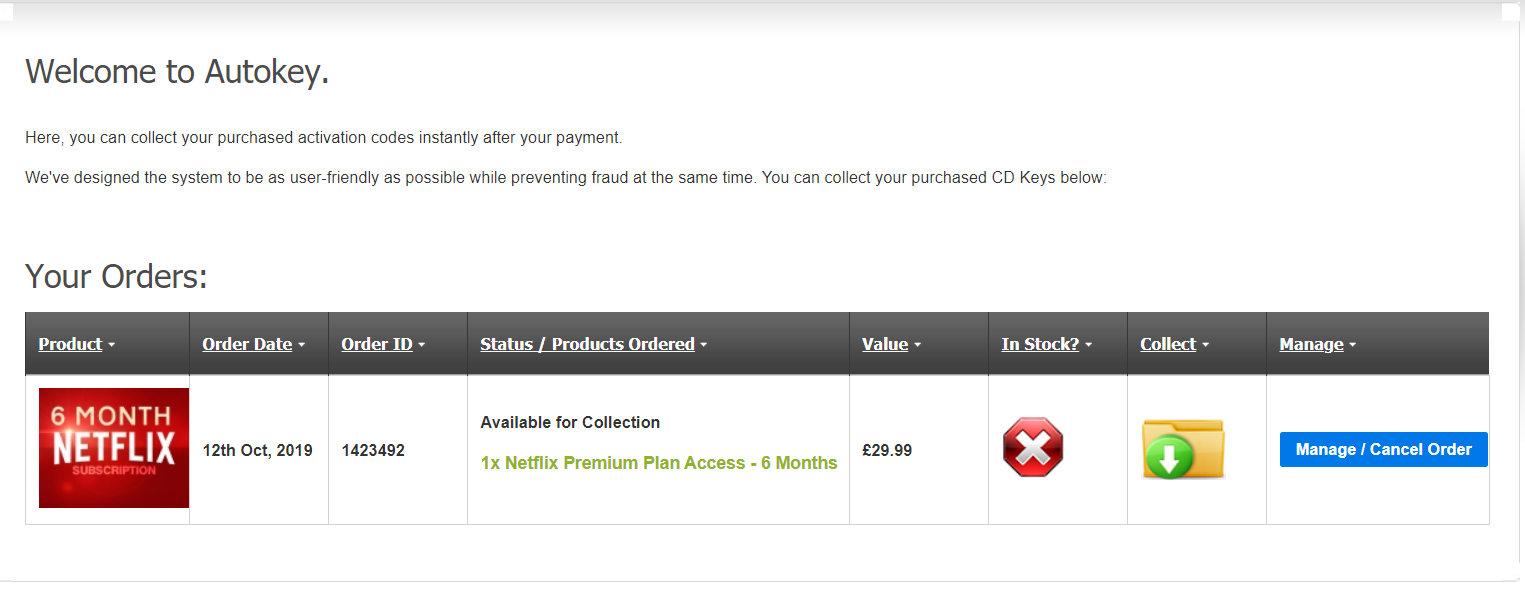 Welcome to Autokey.
Here, you can collect your purchased activation codes instantly after your payment.
We've designed the system to be as user-friendly as possible while preventing fraud at the same time. You can collect your purchased CD Keys below:
Your Orders:
Product Order Date Order ID Status / Products Ordered Value In Stock? Collect Manage
6 MONTH
NETFLIX
SUBSCRIPTION
12th Oct, 2019
1423492
Available for Collection
1x Netflix Premium Plan Access - 6 Months
£29.99
Manage / Cancel Order